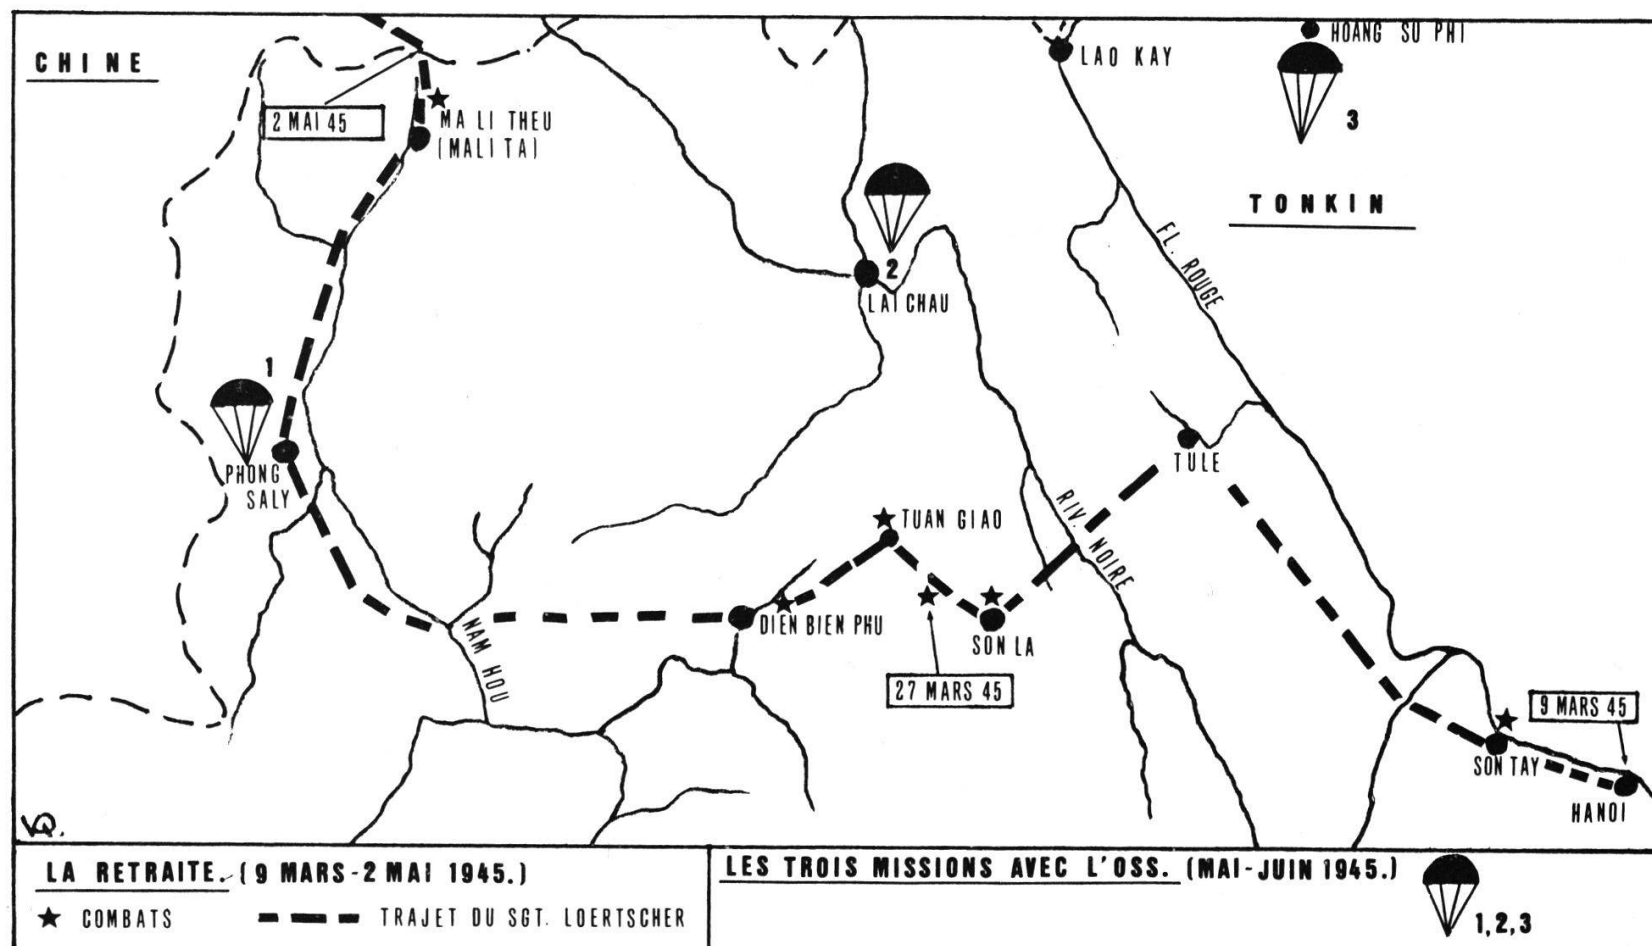 HOANG SU PHI
LAO KAY
CHINE
2 MAI 45
MA LI THEU
(MALI TAI)
3
TONKIN
FL. ROUGE
2
LAI CHAU
1
PHONG
SALY
TULE
TUAN GIAO
RIV. NOIRE
DIEN BIEN PHU
SON LA
NAM HOU
27 MARS 45
9 MARS 45
SON TAY
HANOI
LA RETRAITE. (9 MARS-2 MAI 1945.)
COMBATS
TRAJET DU SGT. LOERTSCHER
LES TROIS MISSIONS AVEC L'OSS. (MAI-JUIN 1945.)
1,2,3